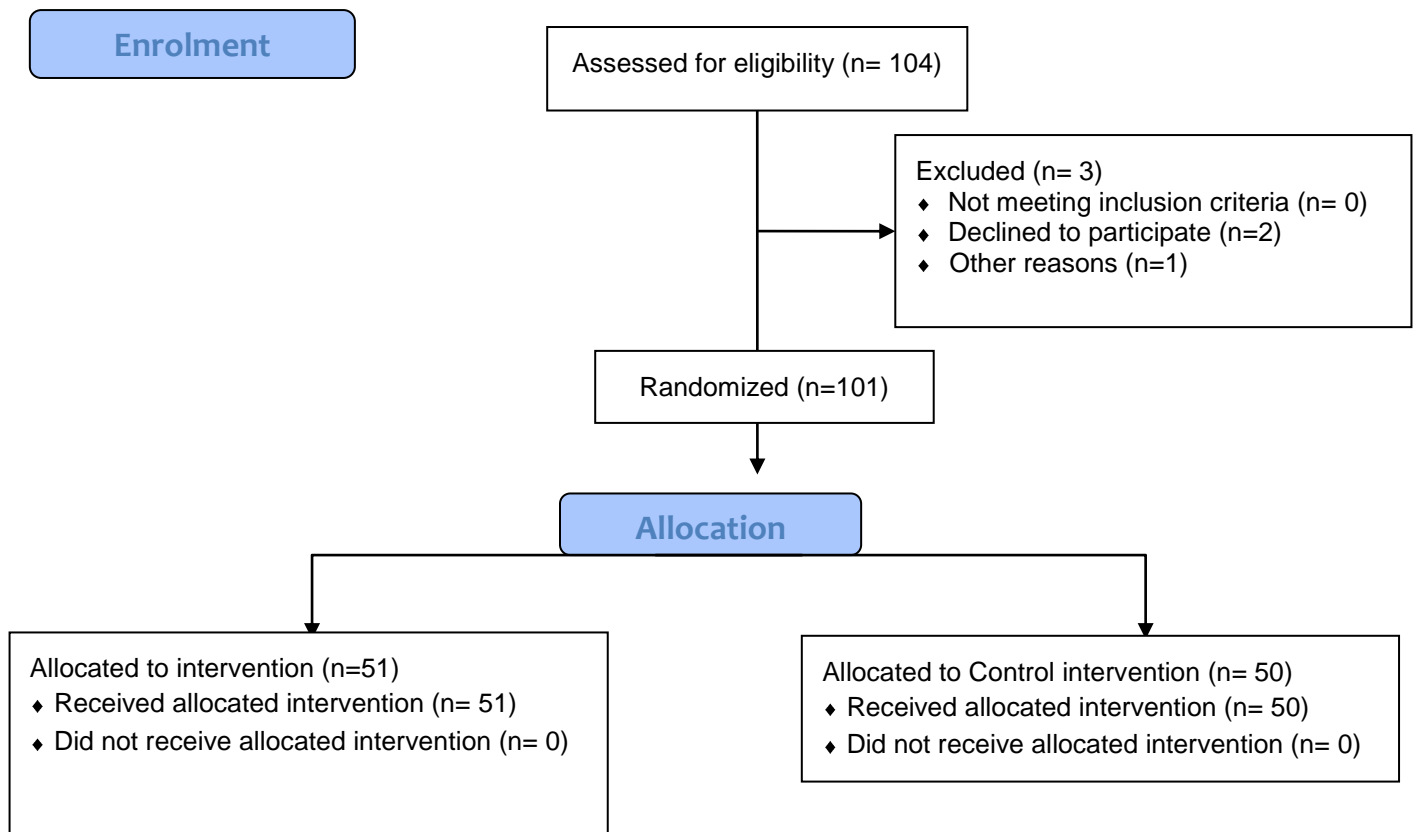 Enrolment
Assessed for eligibility (n= 104)
Excluded (n= 3)
♦ Not meeting inclusion criteria (n= 0)
♦ Declined to participate (n=2)
♦ Other reasons (n=1)
Randomized (n=101)
Allocation
Allocated to intervention (n=51)
♦ Received allocated intervention (n= 51)
♦ Did not receive allocated intervention (n= 0)
Allocated to Control intervention (n= 50)
♦ Received allocated intervention (n= 50)
♦ Did not receive allocated intervention (n= 0)